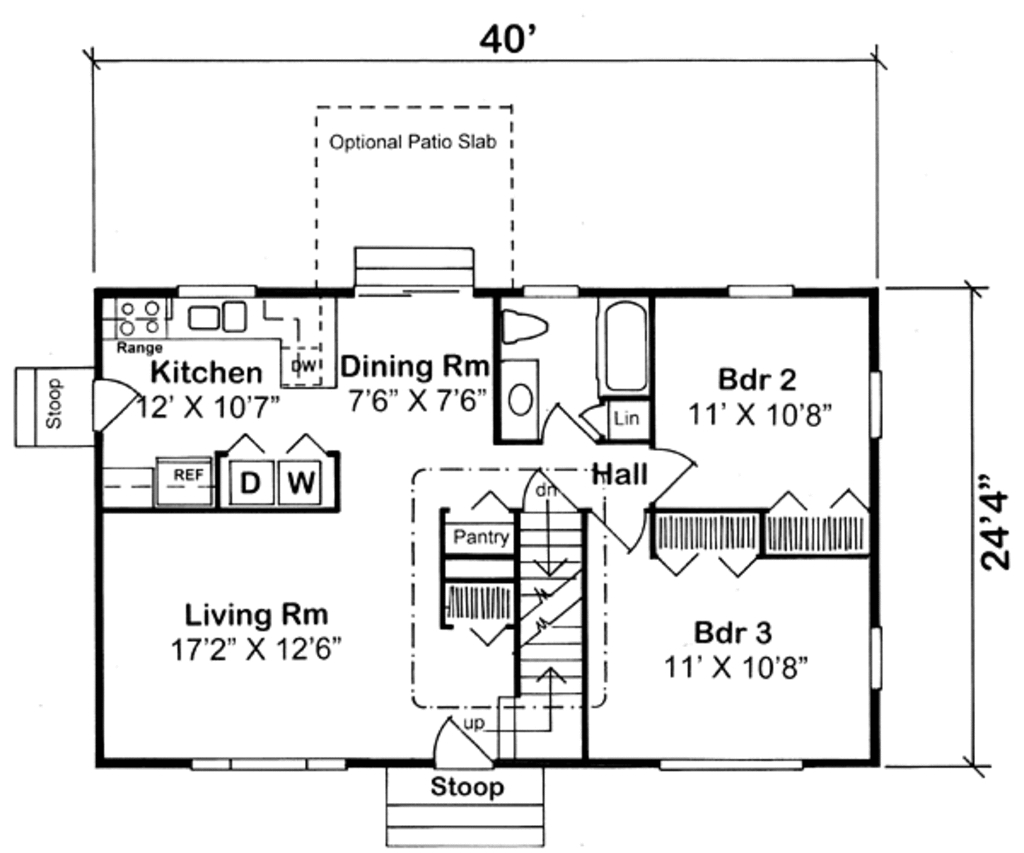 40’
Optional Patio Slab
Range
Kitchen
12’ X 10’7”
DW
Dining Rm
7’6” X 7’6”
Stoop
REF
D
W
Lin
Bdr 2
11’ X 10’8”
Hall
dn
Pantry
24’4”
Living Rm
17’2” X 12’6”
Bdr 3
11’ X 10’8”
up
Stoop